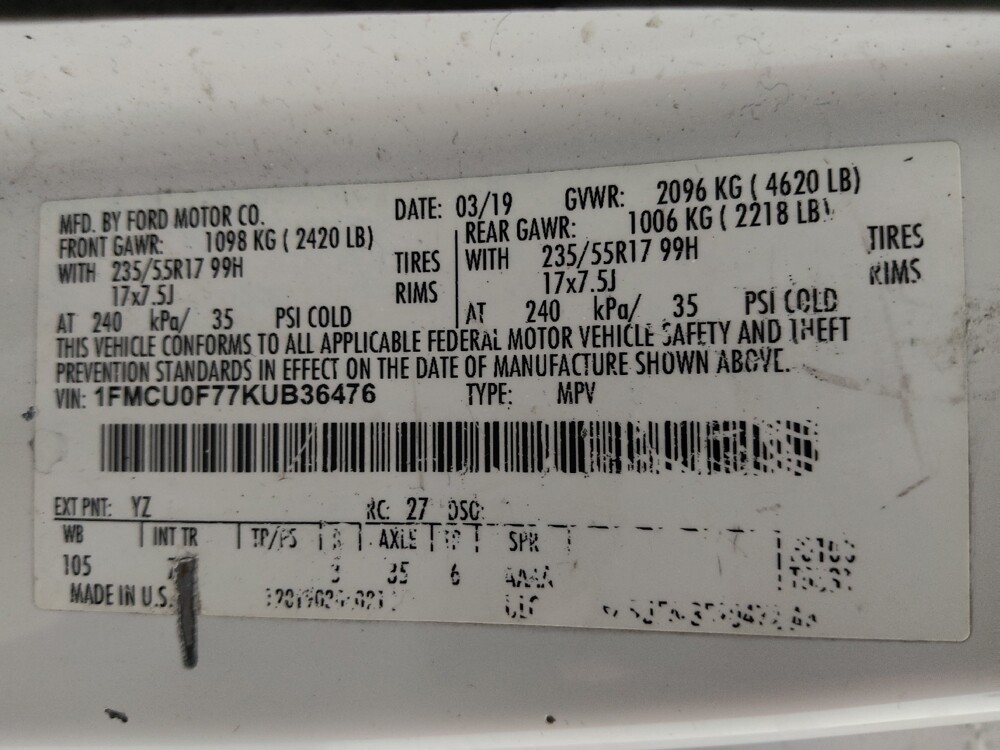 MFD. BY FORD MOTOR CO. DATE: 03/19 GVWR: 2096 KG ( 4620 LB)
FRONT GAWR: 1098 KG ( 2420 LB) REAR GAWR: 1006 KG ( 2218 LB)
WITH 235/55R17 99H TIRES WITH 235/55R17 99H TIRES
17x7.5J RIMS 17x7.5J RIMS
AT 240 kPa/ 35 PSI COLD AT 240 kPa/ 35 PSI COLD
THIS VEHICLE CONFORMS TO ALL APPLICABLE FEDERAL MOTOR VEHICLE SAFETY AND THEFT
PREVENTION STANDARDS IN EFFECT ON THE DATE OF MANUFACTURE SHOWN ABOVE.
VIN: 1FMCU0F77KUB36476 TYPE: MPV
EXT PNT: YZ RC: 27 DSO:
WB INT TR TP/PS R AXLE TR SPR
105 3 35 6 AAAA
MADE IN U.S.